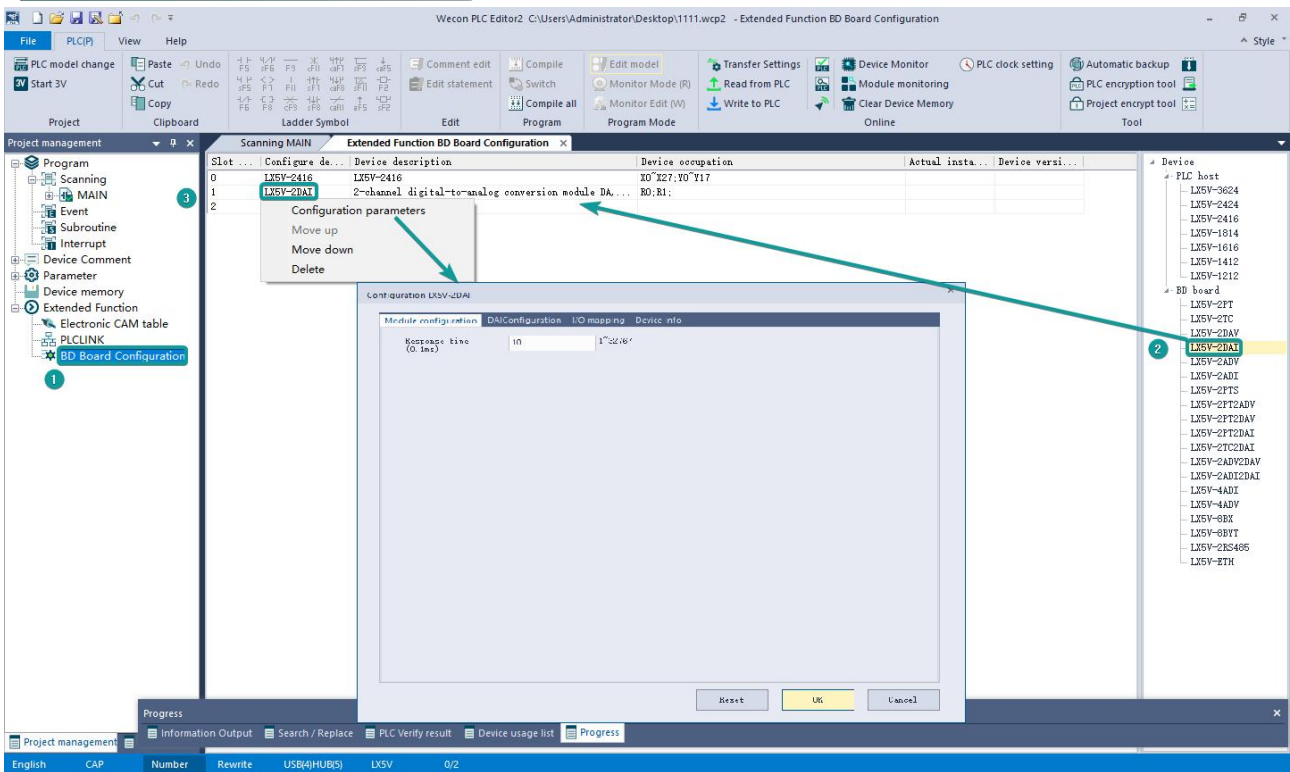 Wecon PLC Editor2 C:\Users\Administrator\Desktop\1111.wcp2 - Extended Function BD Board Configuration
File PLC(P) View Help
Style
PLC model change Paste Undo Comment edit Compile Edit model Transfer Settings Device Monitor PLC clock setting Automatic backup
Start 3V Cut Redo Edit statement Switch Monitor Mode (R) Read from PLC Module monitoring PLC encryption tool
Copy Compile all Monitor Edit (W) Write to PLC Clear Device Memory Project encrypt tool
Project Clipboard Ladder Symbol Edit Program Program Mode Online Tool
Project management
Scanning MAIN Extended Function BD Board Configuration
Program
Scanning
MAIN
Event
Subroutine
Interrupt
Device Comment
Parameter
Device memory
Extended Function
Electronic CAM table
PLCLINK
BD Board Configuration
1
3
Slot ... Configure de... Device description Device occupation Actual insta... Device versi...
0 LX5V-2416 LX5V-2416 X0~X27;Y0~Y17
1 LX5V-2DAI 2-channel digital-to-analog conversion module DA,... R0;R1;
2
Configuration parameters
Move up
Move down
Delete
Configuration LX5V-2DAI
Module configuration DAIConfiguration I/O mapping Device info
Response time (0.1ms) 10 1~32767
Reset OK Cancel
2
Device
PLC host
LX5V-3624
LX5V-2424
LX5V-2416
LX5V-1814
LX5V-1616
LX5V-1412
LX5V-1212
BD board
LX5V-2PT
LX5V-2TC
LX5V-2DAV
LX5V-2DAI
LX5V-2ADV
LX5V-2ADI
LX5V-2PTS
LX5V-2PT2ADV
LX5V-2PT2DAV
LX5V-2PT2DAI
LX5V-2TC2DAI
LX5V-2ADV2DAV
LX5V-2ADI2DAI
LX5V-4ADI
LX5V-4ADV
LX5V-8BX
LX5V-8BYT
LX5V-2RS485
LX5V-ETH
Progress
Project management
Information Output Search / Replace PLC Verify result Device usage list Progress
English CAP Number Rewrite USB(4)HUB(5) LX5V 0/2